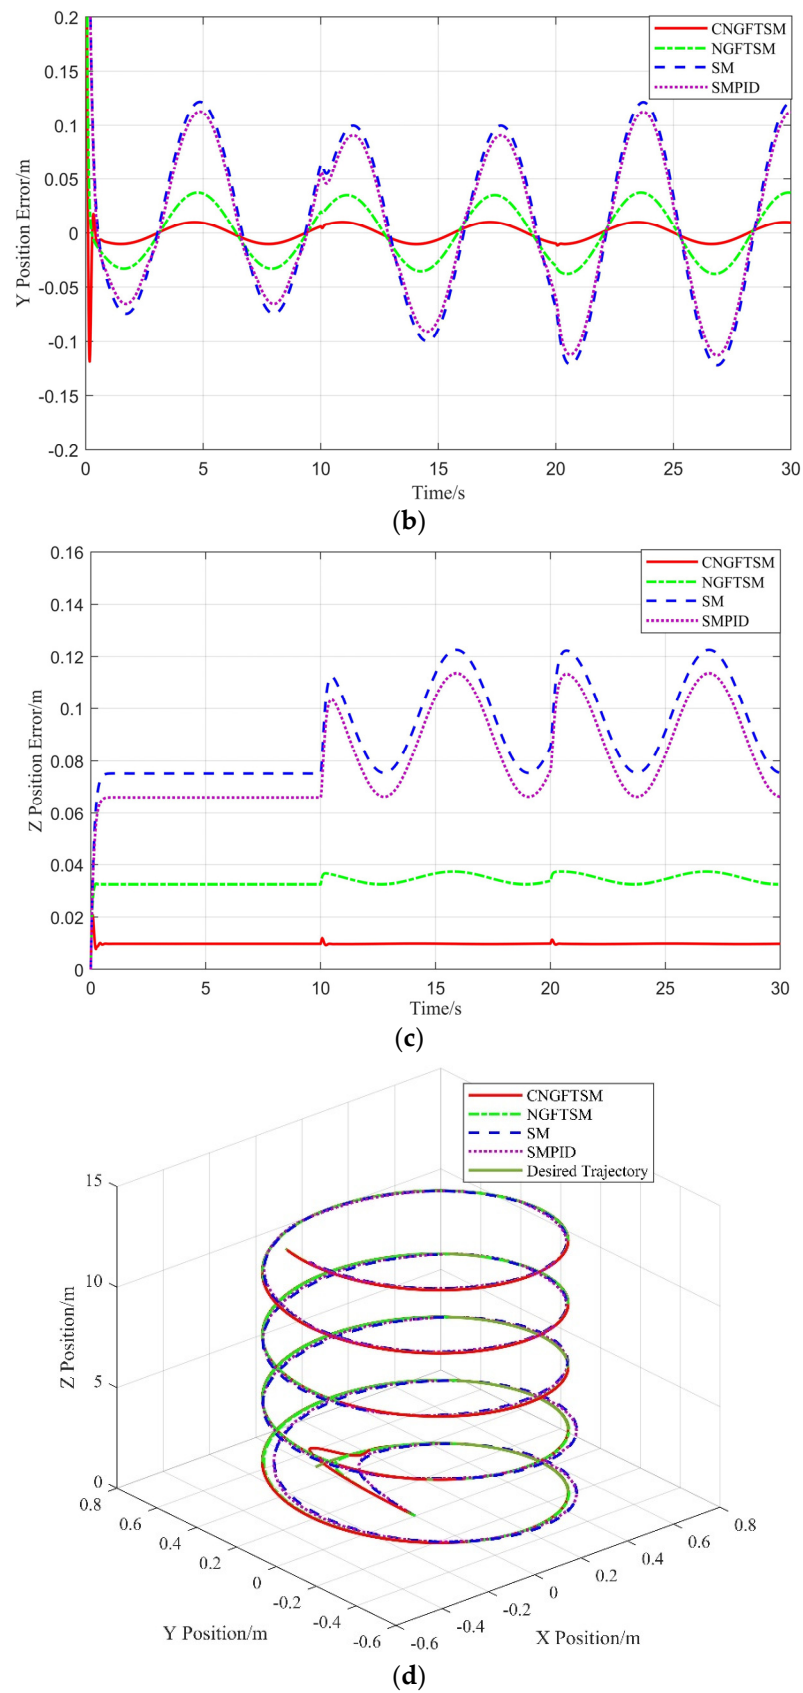 0.2
0.15
0.1
0.05
0
-0.05
-0.1
-0.15
-0.2
Y Position Error/m
0 5 10 15 20 25 30
Time/s
CNGFTSM
NGFTSM
SM
SMPID
(b)
0.16
0.14
0.12
0.1
0.08
0.06
0.04
0.02
0
Z Position Error/m
0 5 10 15 20 25 30
Time/s
CNGFTSM
NGFTSM
SM
SMPID
(c)
CNGFTSM
NGFTSM
SM
SMPID
Desired Trajectory
15
10
5
0
Z Position/m
0.8
0.6
0.4
0.2
0
-0.2
-0.4
-0.6
Y Position/m
-0.6
-0.4
-0.2
0
0.2
0.4
0.6
0.8
X Position/m
(d)